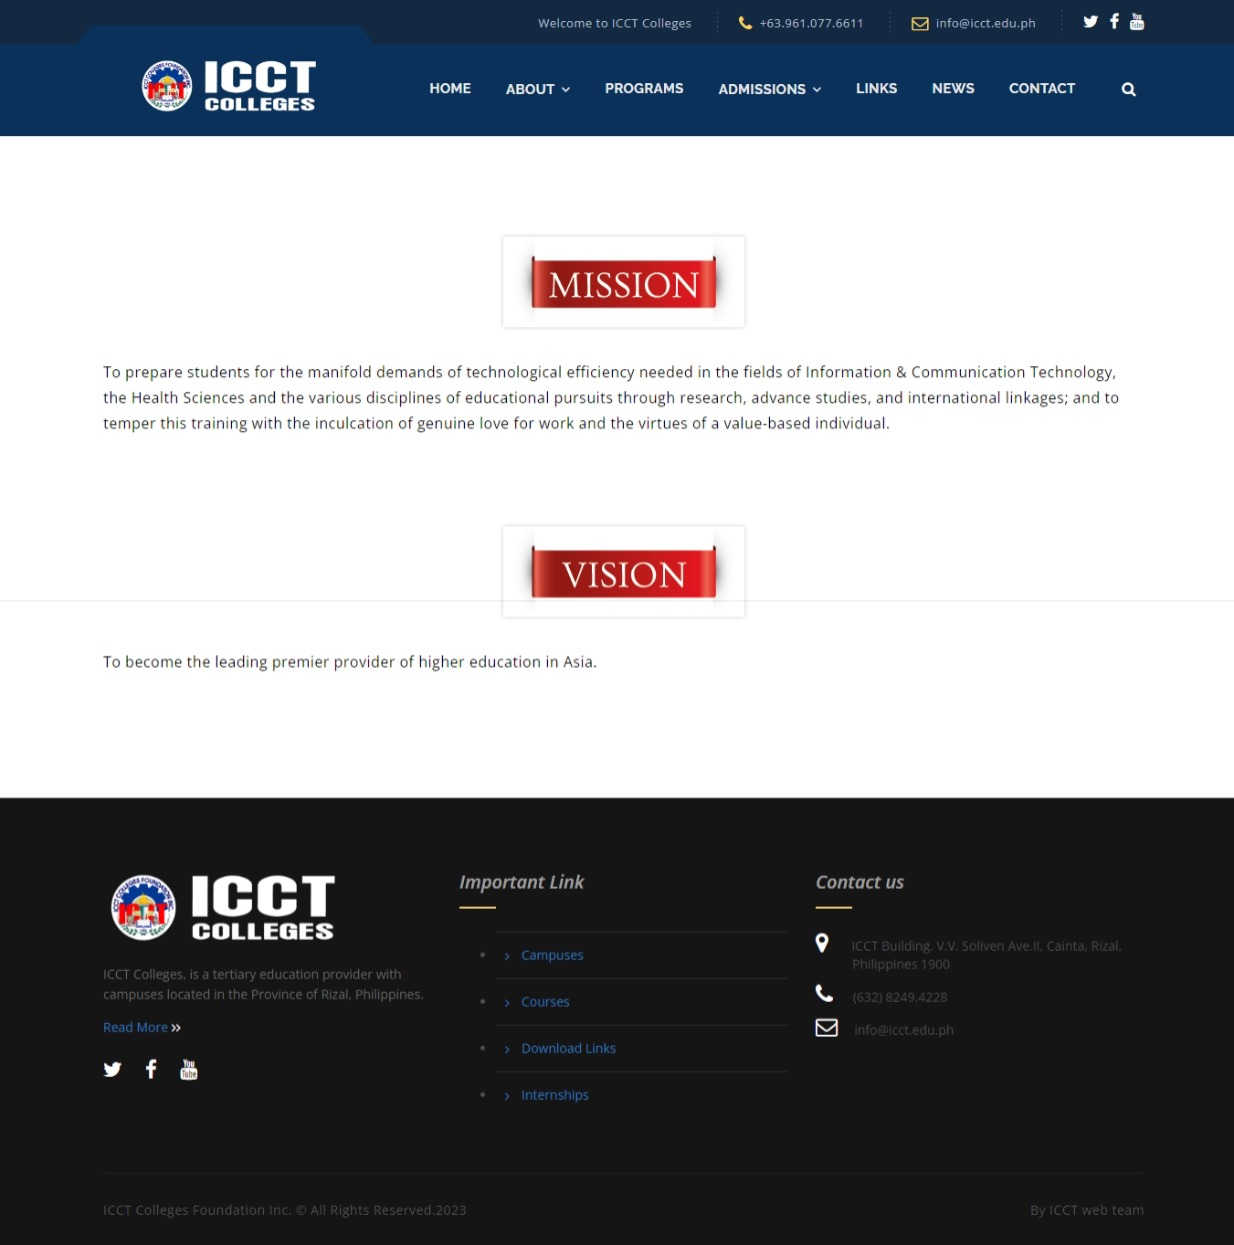 Welcome to ICCT Colleges
+63.961.077.6611
info@icct.edu.ph
You
Tube
ICCT
COLLEGES
HOME
ABOUT
PROGRAMS
ADMISSIONS
LINKS
NEWS
CONTACT
MISSION
To prepare students for the manifold demands of technological efficiency needed in the fields of Information & Communication Technology,
the Health Sciences and the various disciplines of educational pursuits through research, advance studies, and international linkages; and to
temper this training with the inculcation of genuine love for work and the virtues of a value-based individual.
VISION
To become the leading premier provider of higher education in Asia.
ICCT
COLLEGES
ICCT Colleges, is a tertiary education provider with
campuses located in the Province of Rizal, Philippines.
Read More »
You
Tube
Important Link
Campuses
Courses
Download Links
Internships
Contact us
ICCT Building. V.V. Soliven Ave.II, Cainta, Rizal,
Philippines 1900
(632) 8249.4228
info@icct.edu.ph
ICCT Colleges Foundation Inc. © All Rights Reserved.2023
By ICCT web team